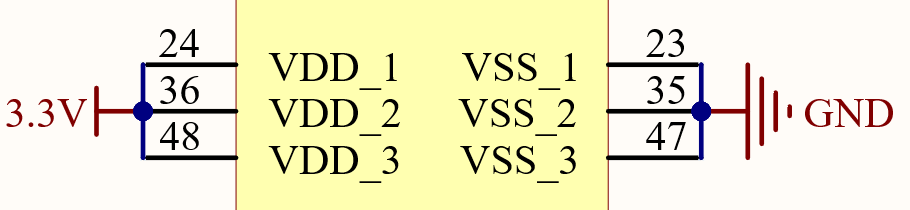 24 23
VDD_1 VSS_1
36 35
3.3V VDD_2 VSS_2 GND
48 47
VDD_3 VSS_3